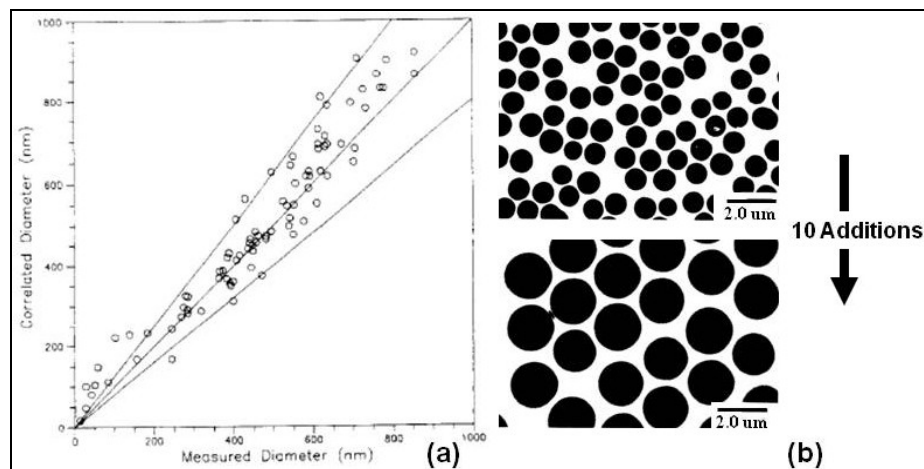 1000
800
600
400
200
0
Correlated Diameter (nm)
0 200 400 600 800 1000
Measured Diameter (nm)
(a)
2.0 um
10 Additions
2.0 um
(b)